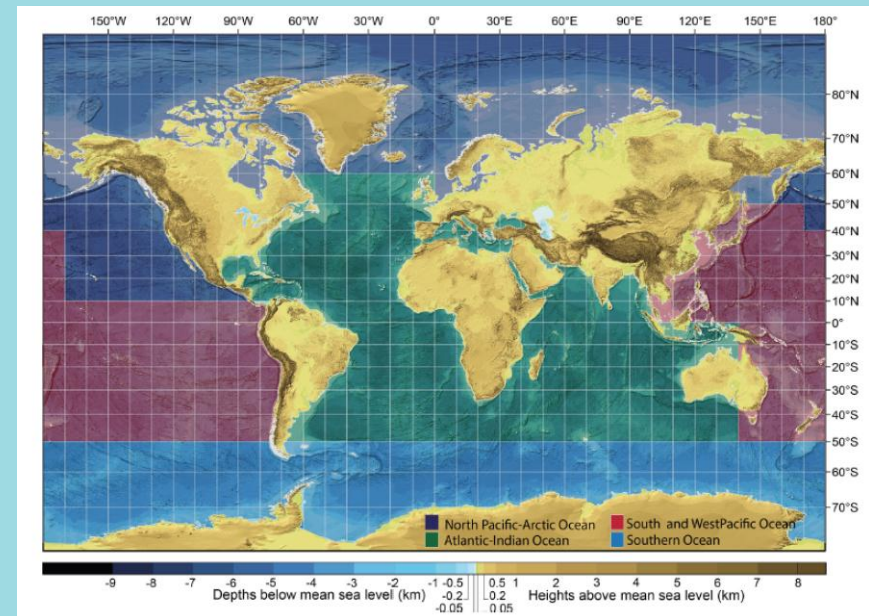 150°W 120°W 90°W 60°W 30°W 0° 30°E 60°E 90°E 120°E 150°E 180°
80°N
70°N
60°N
50°N
40°N
30°N
20°N
10°N
0°
10°S
20°S
30°S
40°S
50°S
60°S
70°S
North Pacific-Arctic Ocean
South and WestPacific Ocean
Atlantic-Indian Ocean
Southern Ocean
-9 -8 -7 -6 -5 -4 -3 -2 -1 -0.5 0.5 1 2 3 4 5 6 7 8
Depths below mean sea level (km) -0.2 0.2 Heights above mean sea level (km)
-0.05 0.05